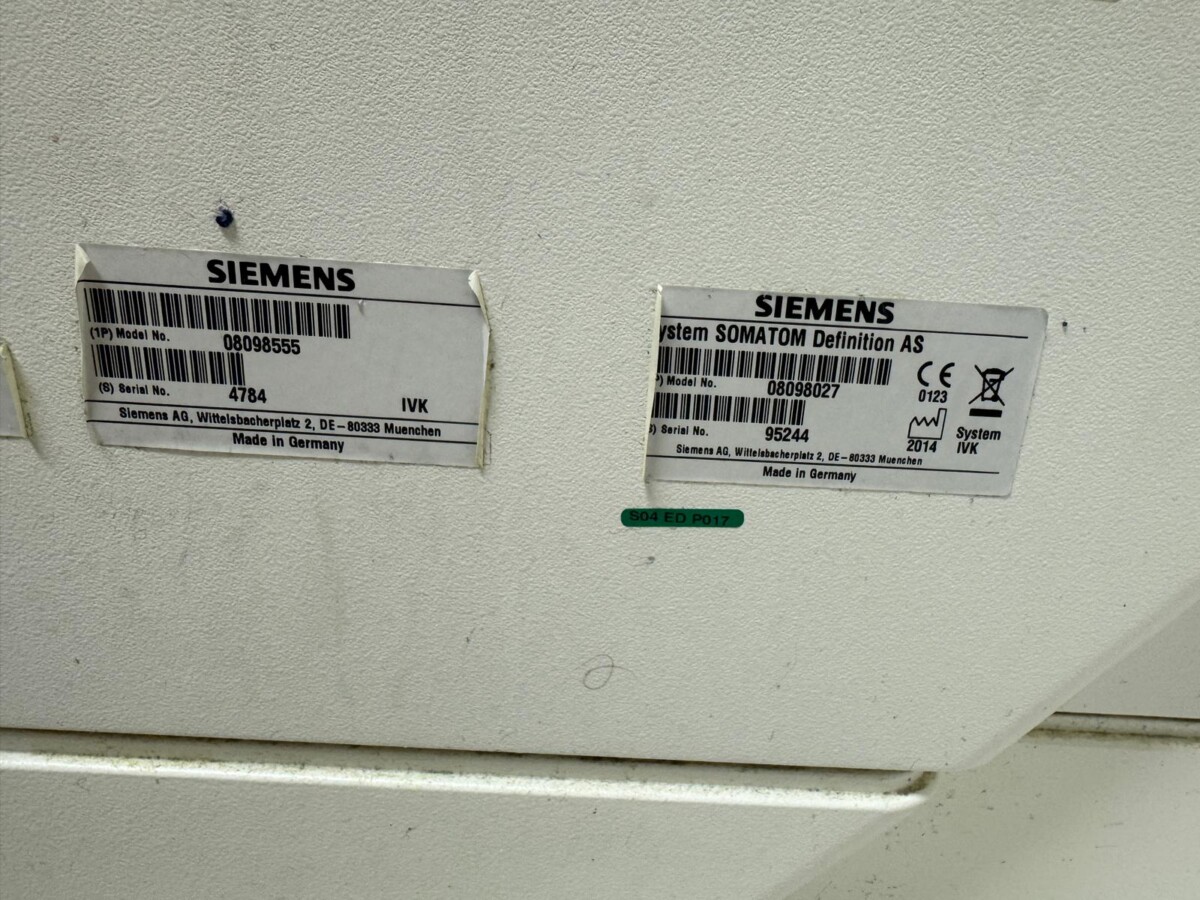 SIEMENS
(1P) Model No. 08098555
(S) Serial No. 4784 IVK
Siemens AG, Wittelsbacherplatz 2, DE-80333 Muenchen
Made in Germany
SIEMENS
ystem SOMATOM Definition AS
P) Model No. 08098027
0123
S) Serial No. 95244
2014
System
IVK
Siemens AG, Wittelsbacherplatz 2, DE-80333 Muenchen
Made in Germany
S04 ED P017